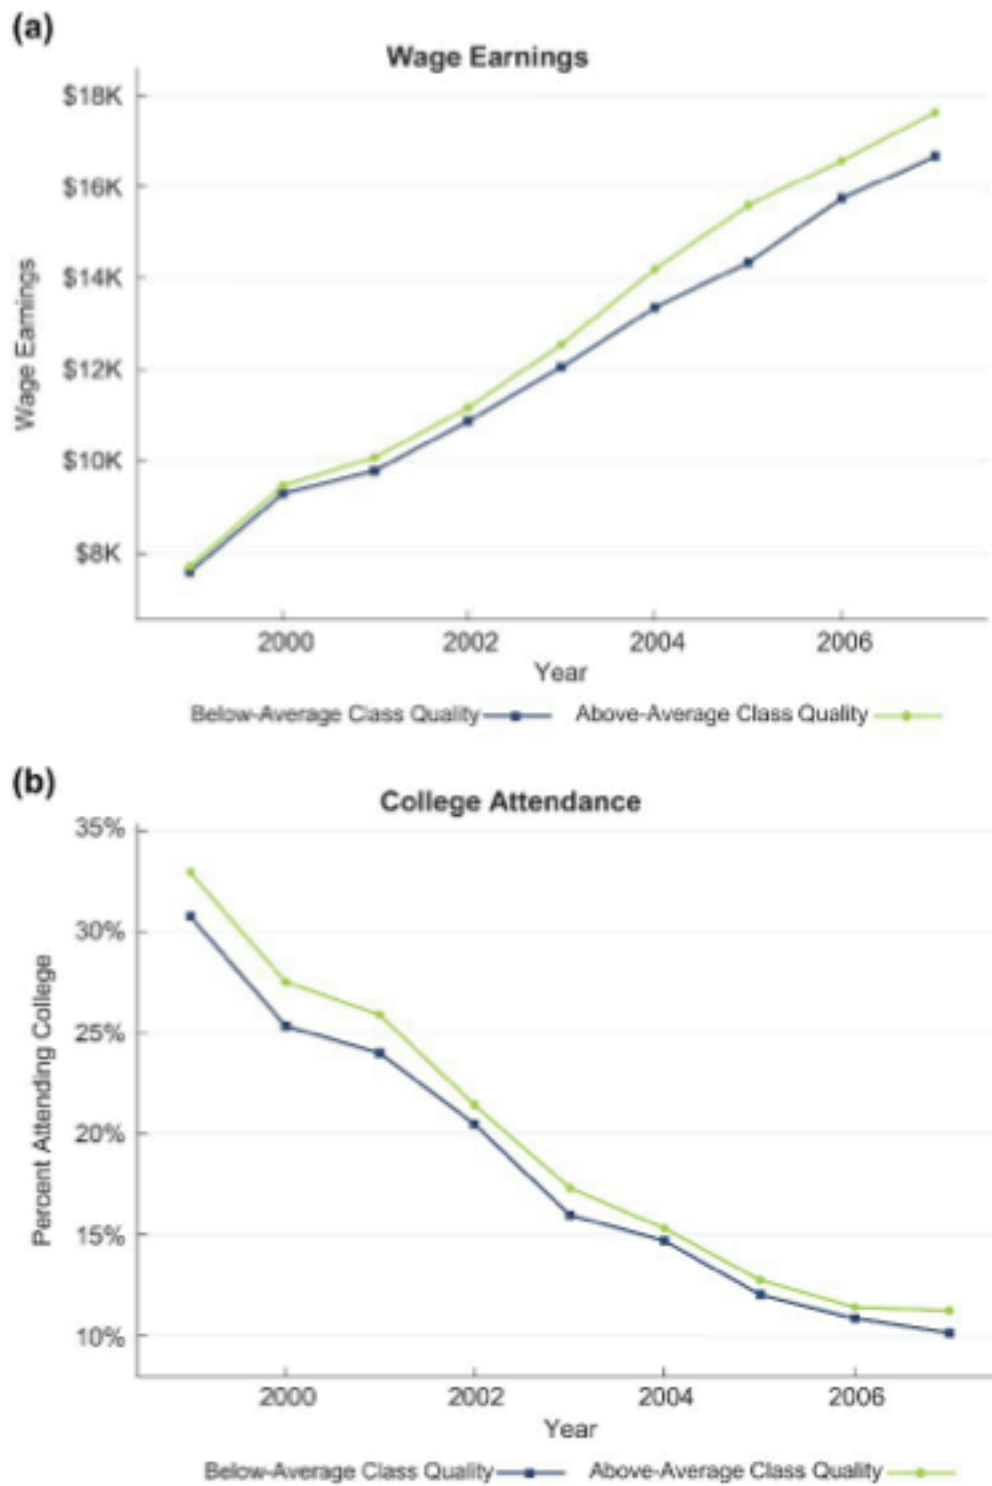 (a)
Wage Earnings
$18K
$16K
$14K
$12K
$10K
$8K
Wage Earnings
2000 2002 2004 2006
Year
Below-Average Class Quality Above-Average Class Quality
(b)
College Attendance
35%
30%
25%
20%
15%
10%
Percent Attending College
2000 2002 2004 2006
Year
Below-Average Class Quality Above-Average Class Quality